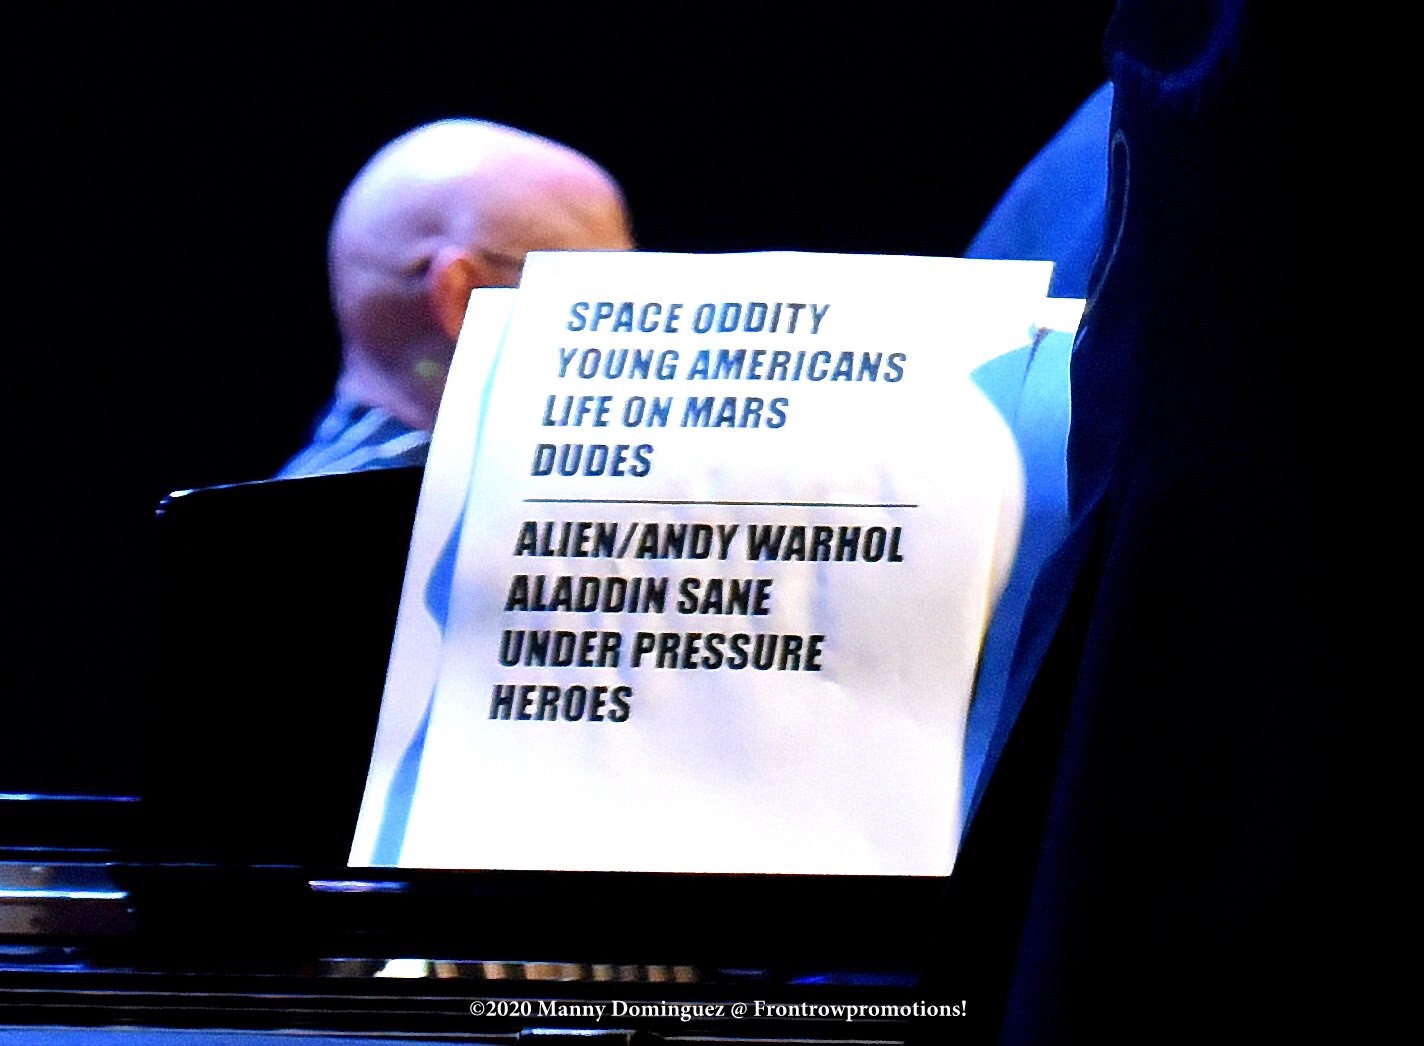 SPACE ODDITY
YOUNG AMERICANS
LIFE ON MARS
DUDES
ALIEN/ANDY WARHOL
ALADDIN SANE
UNDER PRESSURE
HEROES
©2020 Manny Dominguez @ Frontrowpromotions!